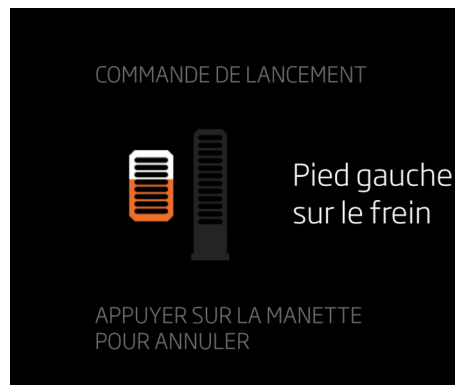 COMMANDE DE LANCEMENT
Pied gauche
sur le frein
APPUYER SUR LA MANETTE
POUR ANNULER